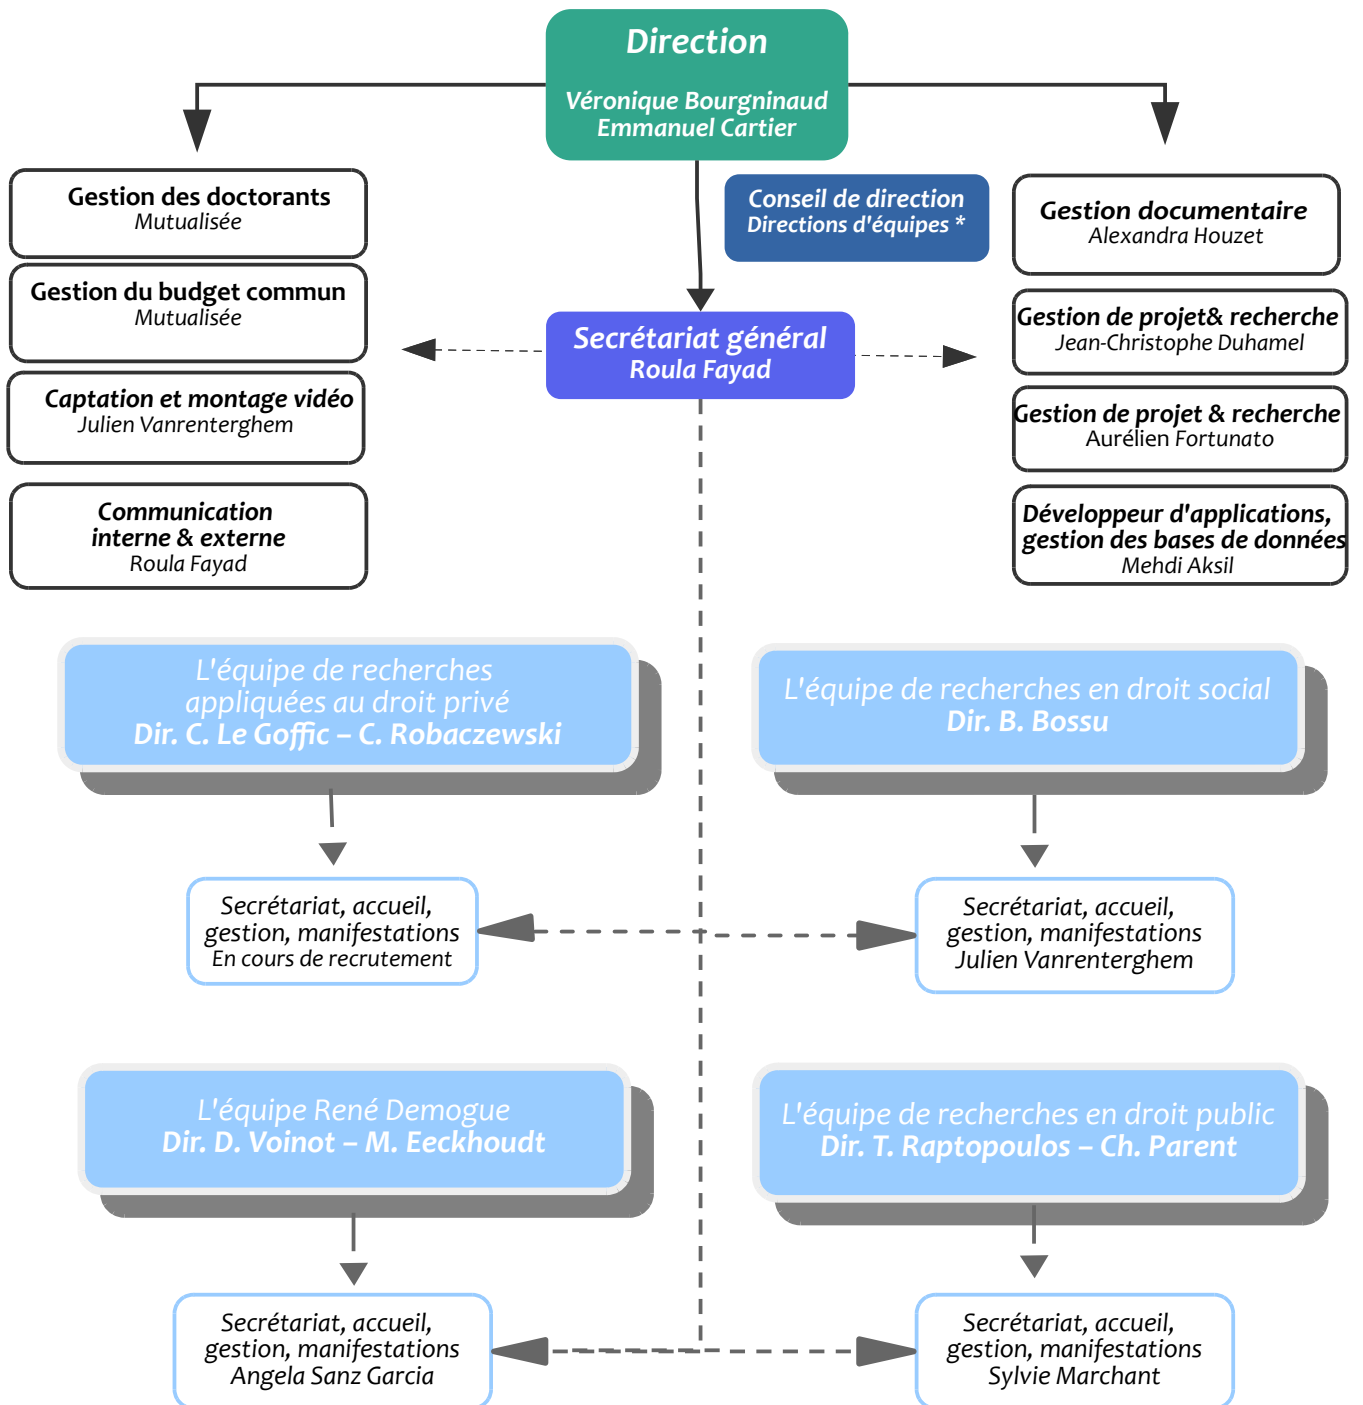 Direction
Véronique Bourgninaud
Emmanuel Cartier
Gestion des doctorants
Mutualisée
Gestion du budget commun
Mutualisée
Captation et montage vidéo
Julien Vanrenterghem
Communication
interne & externe
Roula Fayad
Conseil de direction
Directions d'équipes *
Secrétariat général
Roula Fayad
Gestion documentaire
Alexandra Houzet
Gestion de projet& recherche
Jean-Christophe Duhamel
Gestion de projet & recherche
Aurélien Fortunato
Développeur d'applications,
gestion des bases de données
Mehdi Aksil
L'équipe de recherches
appliquées au droit privé
Dir. C. Le Goffic – C. Robaczewski
L'équipe de recherches en droit social
Dir. B. Bossu
Secrétariat, accueil,
gestion, manifestations
En cours de recrutement
Secrétariat, accueil,
gestion, manifestations
Julien Vanrenterghem
L'équipe René Demogue
Dir. D. Voinot – M. Eeckhoudt
L'équipe de recherches en droit public
Dir. T. Raptopoulos – Ch. Parent
Secrétariat, accueil,
gestion, manifestations
Angela Sanz Garcia
Secrétariat, accueil,
gestion, manifestations
Sylvie Marchant